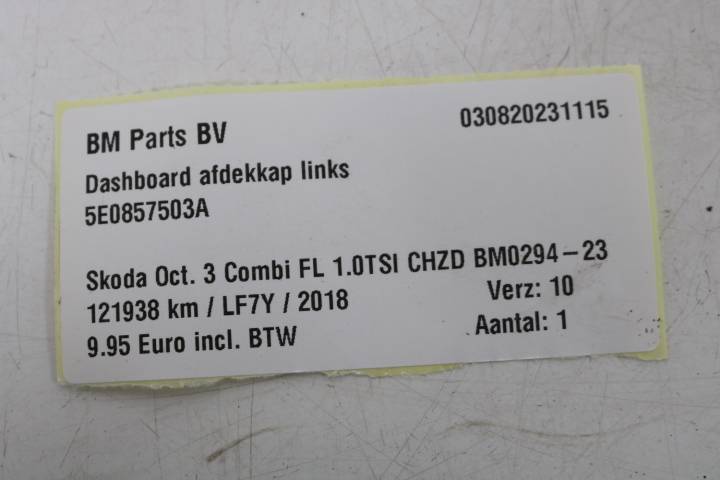 BM Parts BV 030820231115
Dashboard afdekkap links
5E0857503A
Skoda Oct. 3 Combi FL 1.0TSI CHZD BM0294-23
121938 km / LF7Y / 2018 Verz: 10
9.95 Euro incl. BTW Aantal: 1